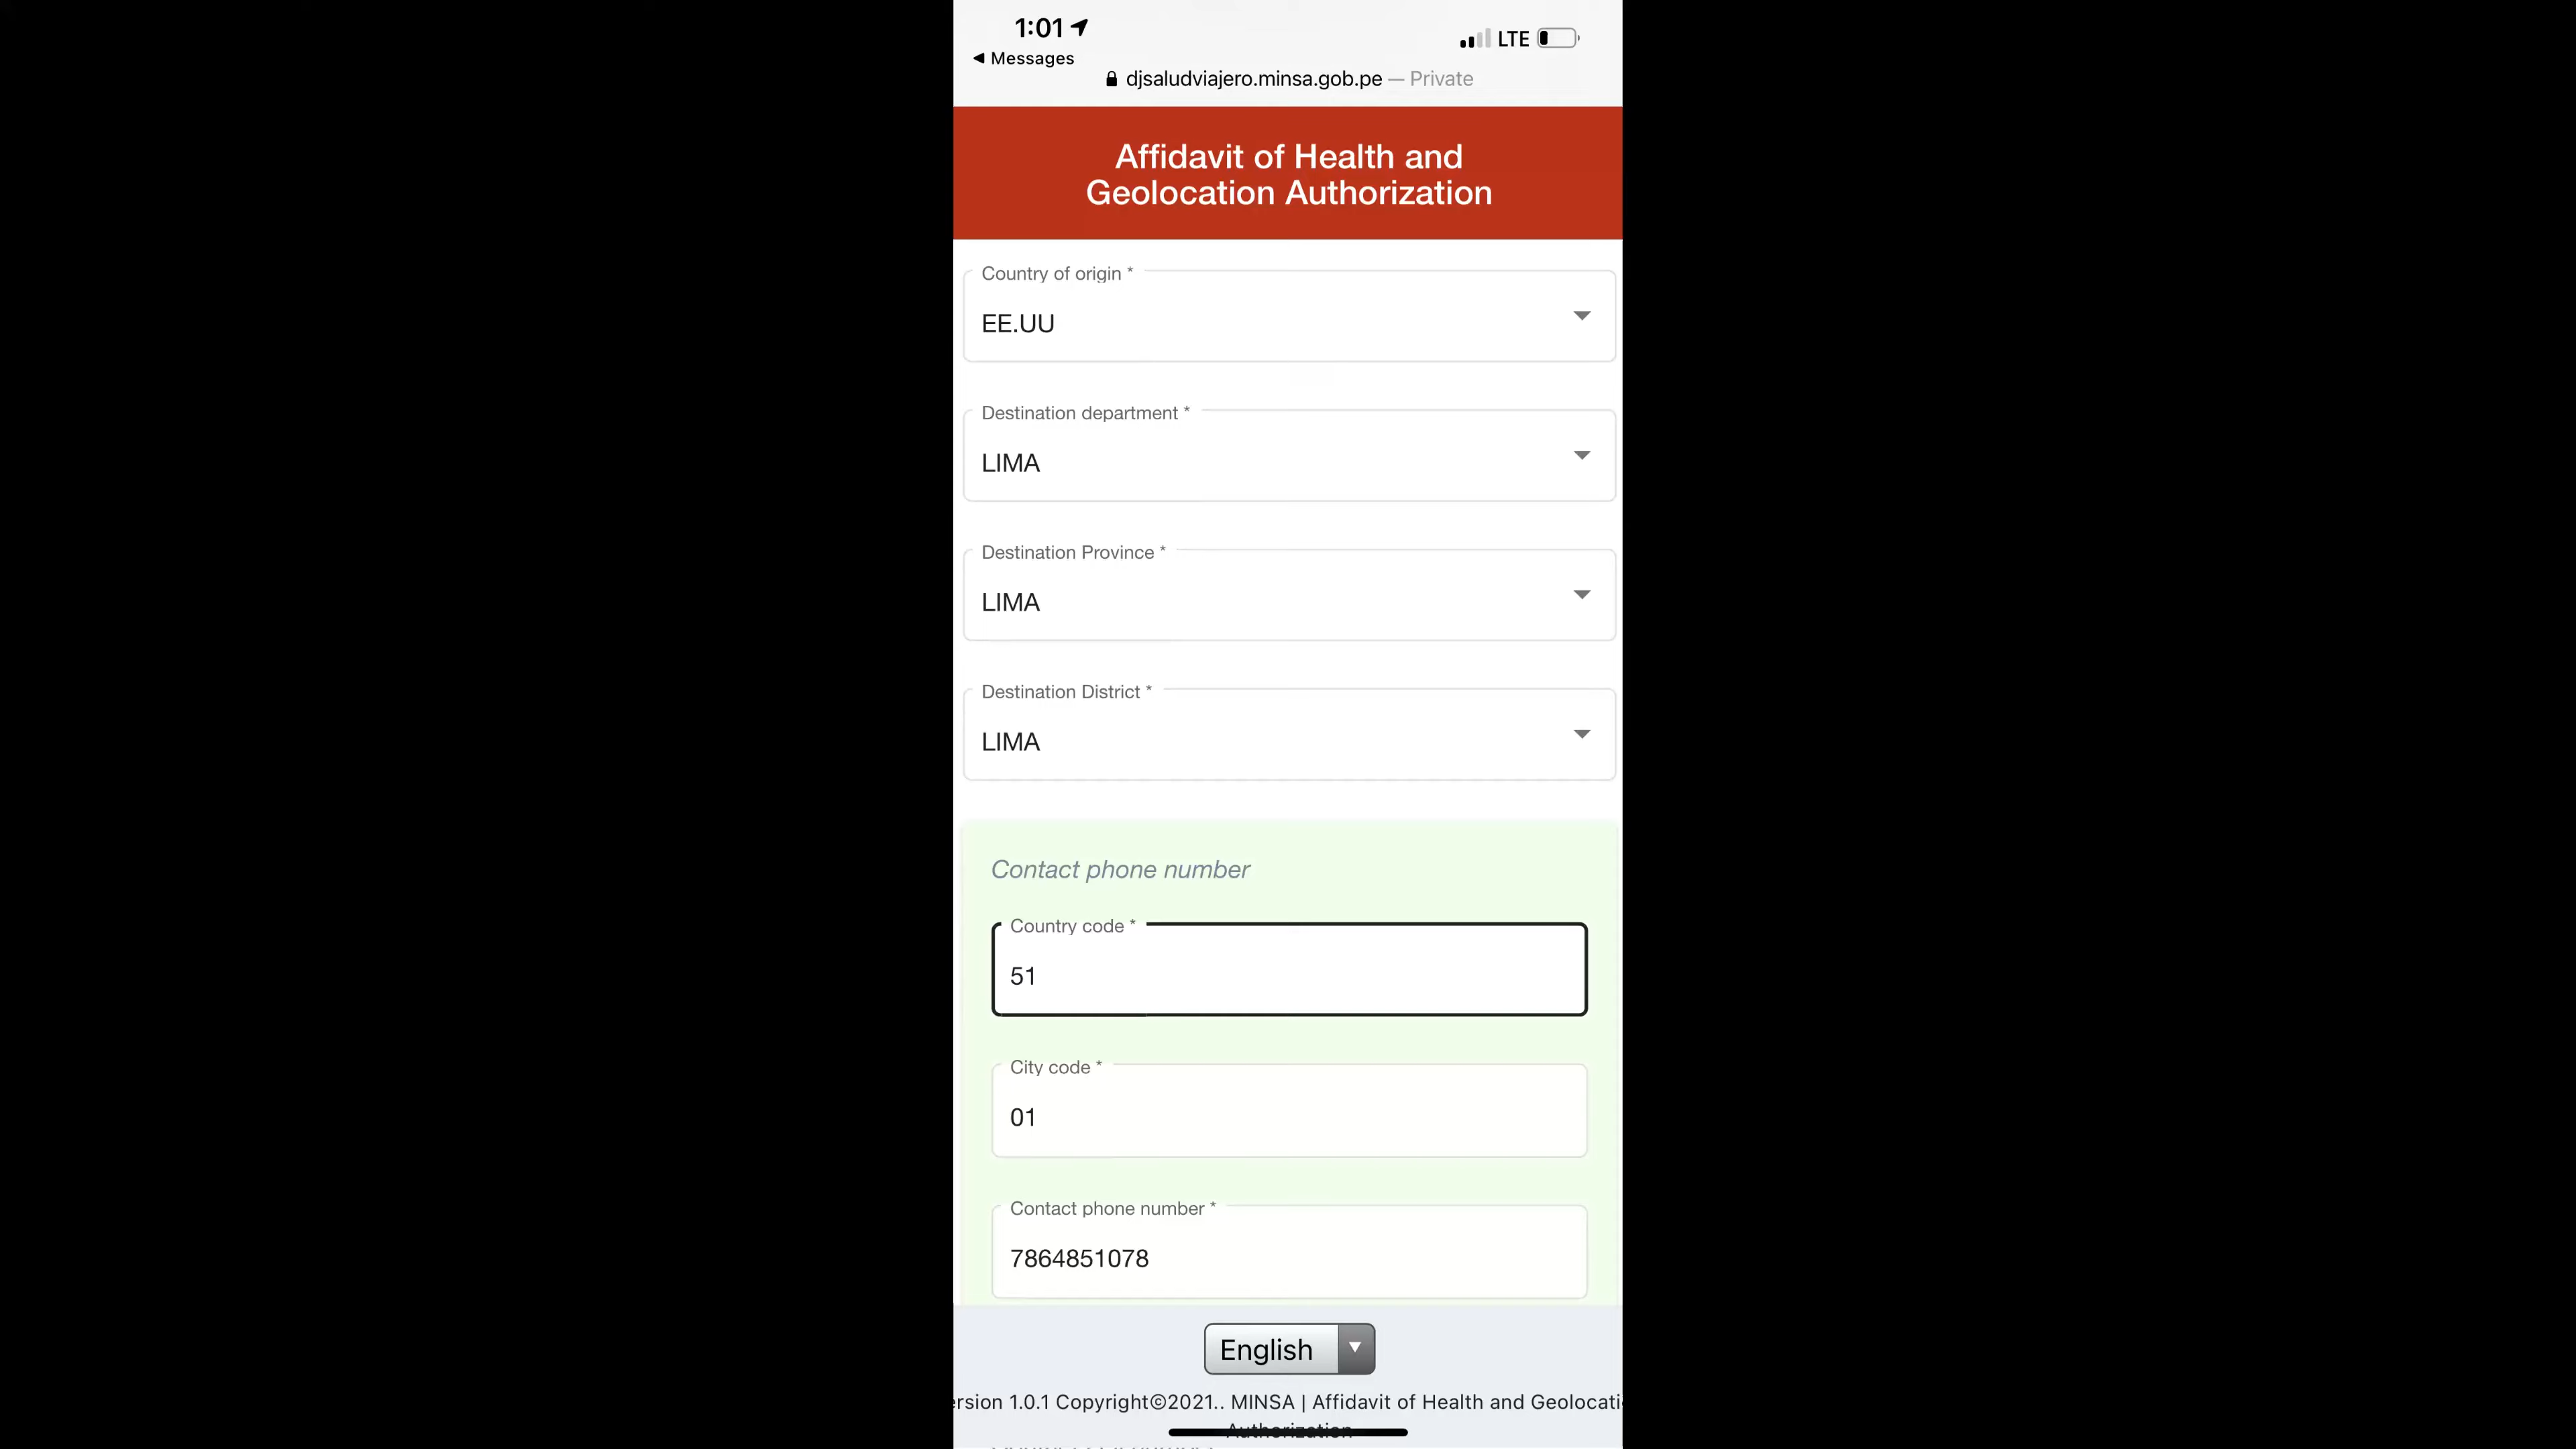 1:01
LTE
Messages
djsaludviajero.minsa.gob.pe — Private
Affidavit of Health and
Geolocation Authorization
Country of origin *
EE.UU
Destination department *
LIMA
Destination Province *
LIMA
Destination District *
LIMA
Contact phone number
Country code *
51
City code *
01
Contact phone number *
7864851078
English
ersion 1.0.1 Copyright©2021.. MINSA | Affidavit of Health and Geolocati
Authorization